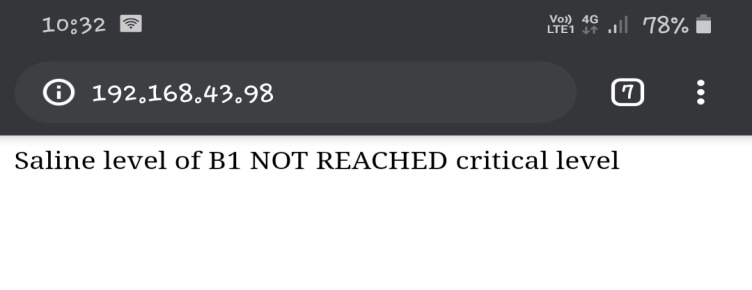 10:32 Vo)) 4G 78%
LTE1
192.168.43.98 7
Saline level of B1 NOT REACHED critical level